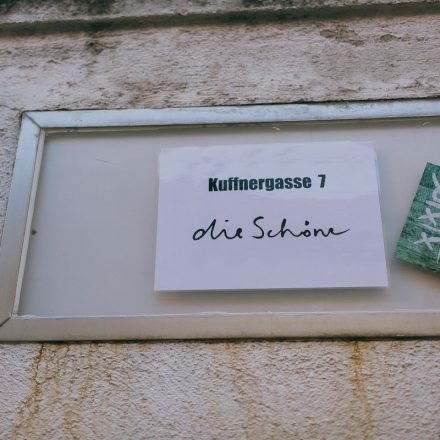 Kuffnergasse 7
die Schöne